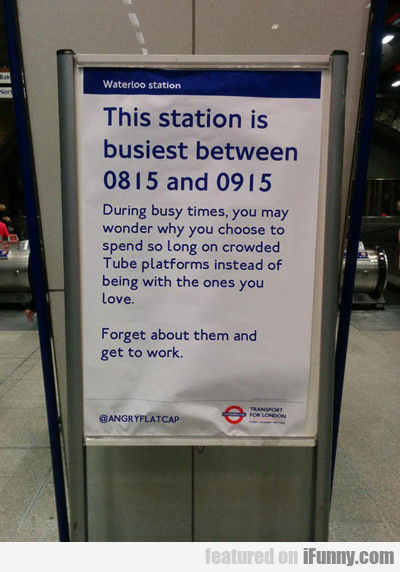 Waterloo station
This station is
busiest between
0815 and 0915
During busy times, you may
wonder why you choose to
spend so long on crowded
Tube platforms instead of
being with the ones you
love.
Forget about them and
get to work.
@ANGRYFLATCAP
TRANSPORT
FOR LONDON
featured on iFunny.com